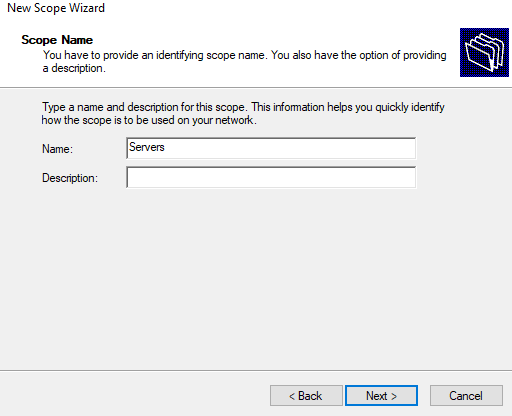 New Scope Wizard
Scope Name
You have to provide an identifying scope name. You also have the option of providing
a description.
Type a name and description for this scope. This information helps you quickly identify
how the scope is to be used on your network.
Name: Servers
Description:
< Back Next > Cancel